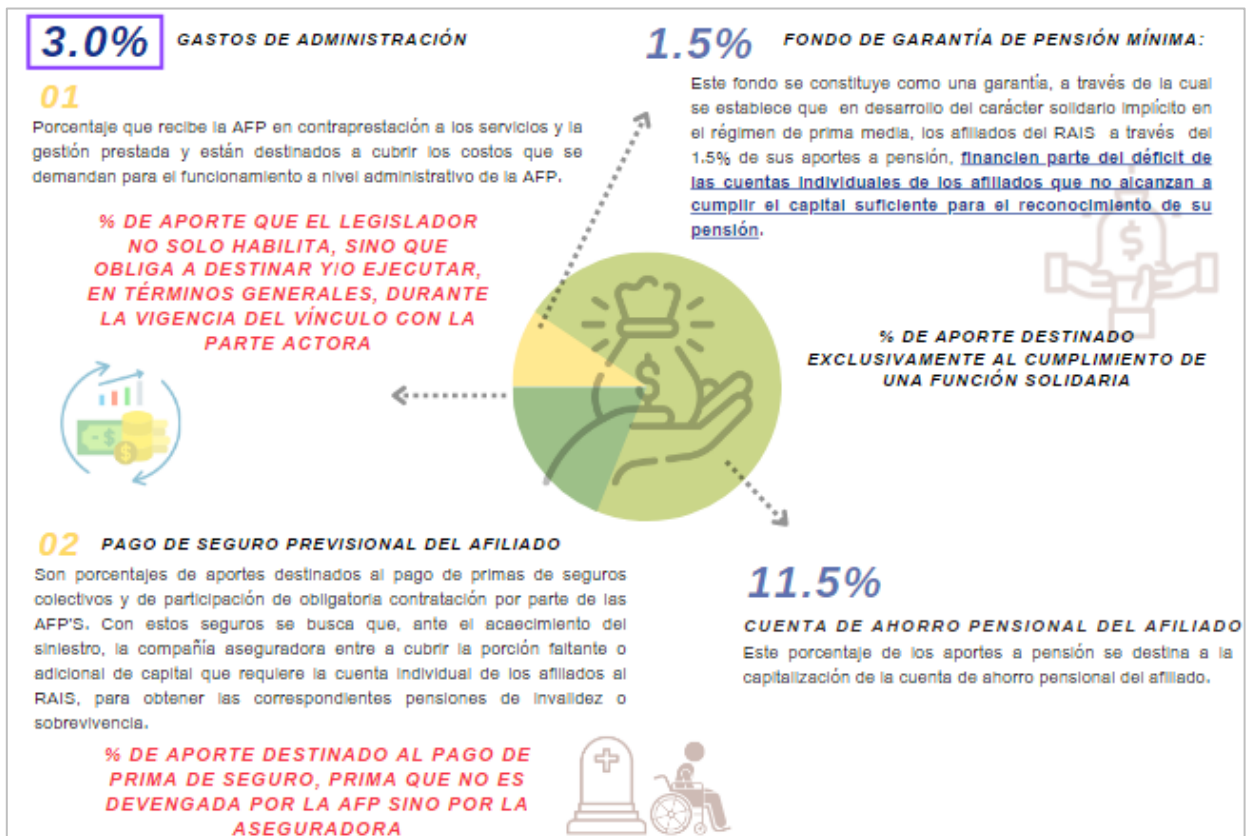 3.0% GASTOS DE ADMINISTRACIÓN
01
Porcentaje que recibe la AFP en contraprestación a los servicios y la
gestión prestada y están destinados a cubrir los costos que se
demandan para el funcionamiento a nivel administrativo de la AFP.
% DE APORTE QUE EL LEGISLADOR
NO SOLO HABILITA, SINO QUE
OBLIGA A DESTINAR Y/O EJECUTAR,
EN TÉRMINOS GENERALES, DURANTE
LA VIGENCIA DEL VÍNCULO CON LA
PARTE ACTORA
1.5% FONDO DE GARANTÍA DE PENSIÓN MÍNIMA:
Este fondo se constituye como una garantía, a través de la cual
se establece que en desarrollo del carácter solidario implícito en
el régimen de prima media, los afiliados del RAIS a través del
1.5% de sus aportes a pensión, financien parte del déficit de
las cuentas individuales de los afiliados que no alcanzan a
cumplir el capital suficiente para el reconocimiento de su
pensión.
$
$
-$
$
% DE APORTE DESTINADO
EXCLUSIVAMENTE AL CUMPLIMIENTO DE
UNA FUNCIÓN SOLIDARIA
02 PAGO DE SEGURO PREVISIONAL DEL AFILIADO
Son porcentajes de aportes destinados al pago de primas de seguros
colectivos y de participación de obligatoria contratación por parte de las
AFP'S. Con estos seguros se busca que, ante el acaecimiento del
siniestro, la compañía aseguradora entre a cubrir la porción faltante o
adicional de capital que requiere la cuenta individual de los afiliados al
RAIS, para obtener las correspondientes pensiones de invalidez o
sobrevivencia.
% DE APORTE DESTINADO AL PAGO DE
PRIMA DE SEGURO, PRIMA QUE NO ES
DEVENGADA POR LA AFP SINO POR LA
ASEGURADORA
11.5%
CUENTA DE AHORRO PENSIONAL DEL AFILIADO
Este porcentaje de los aportes a pensión se destina a la
capitalización de la cuenta de ahorro pensional del afiliado.